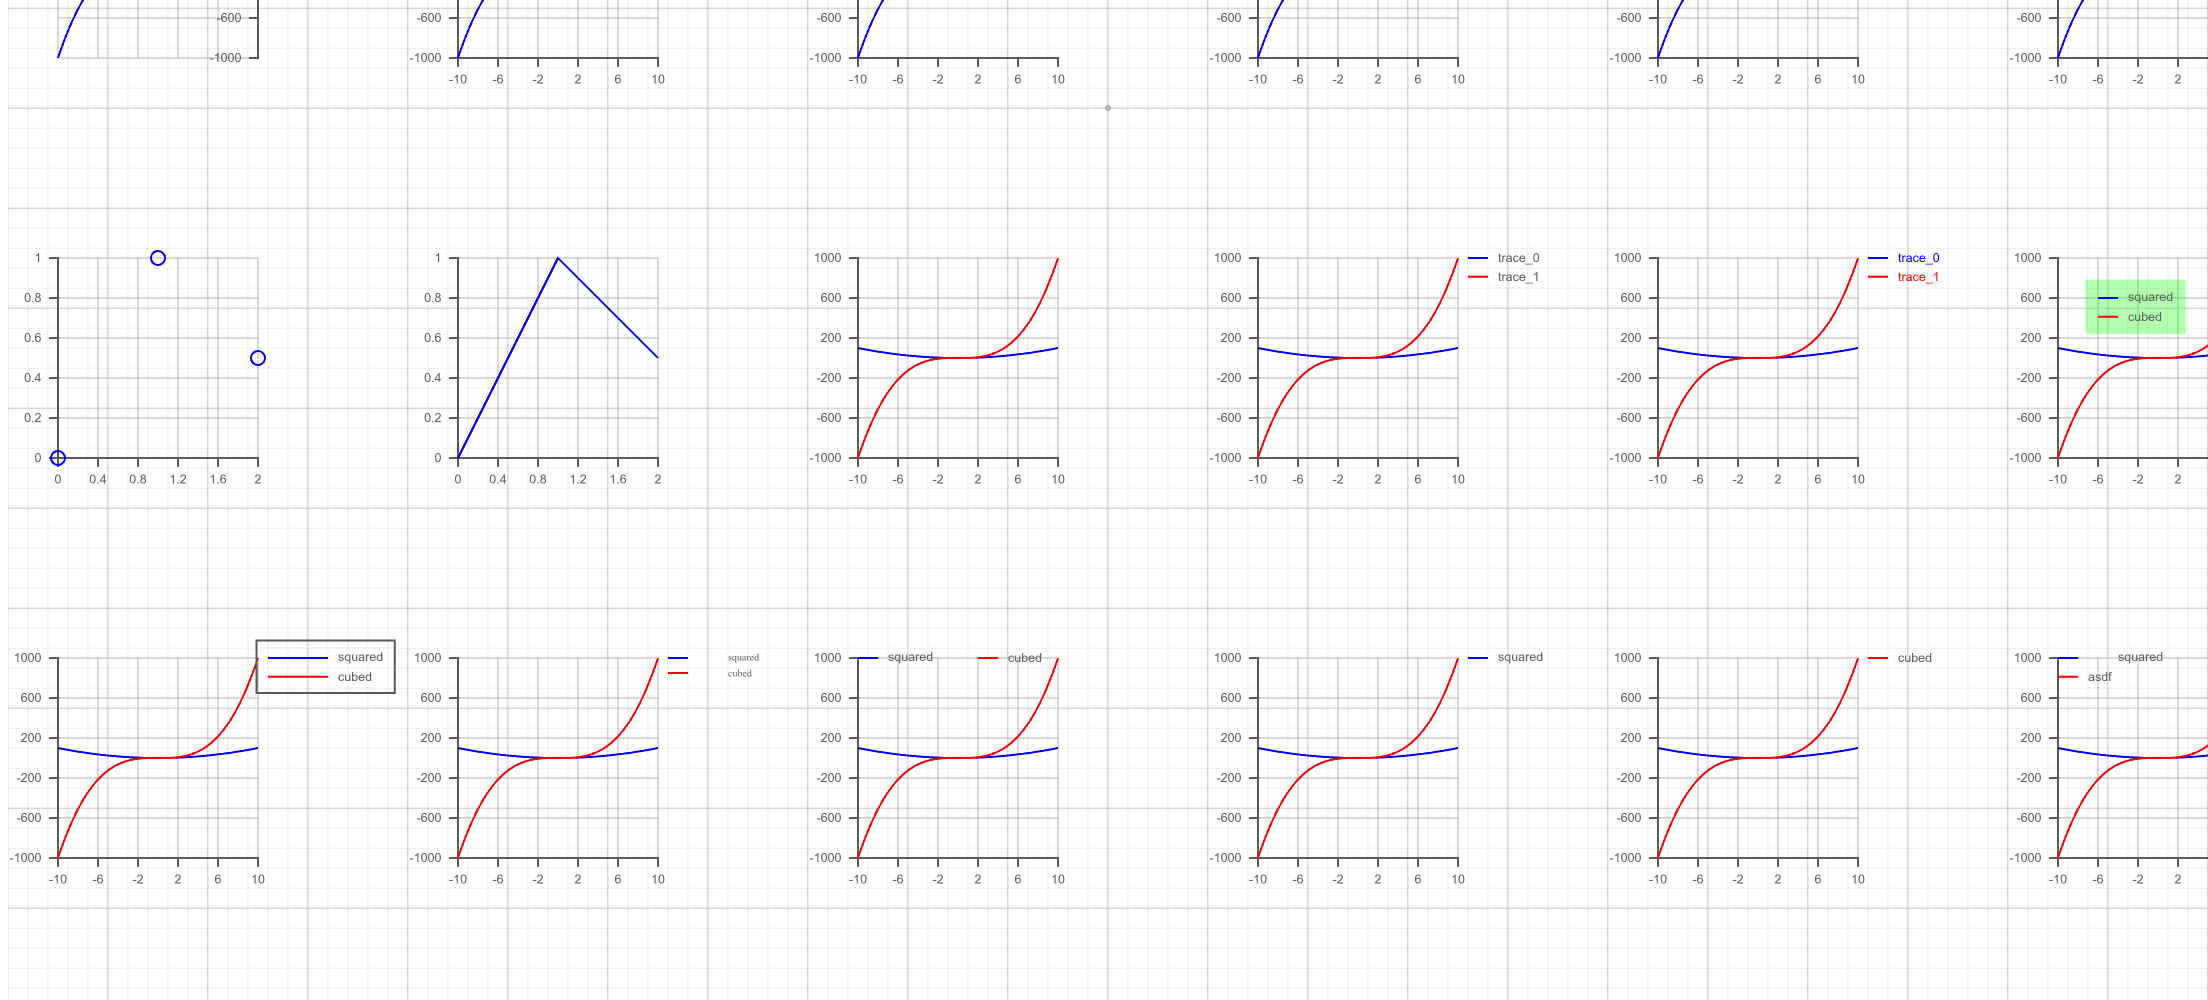 -600 -600 -600 -600 -600 -600
-1000 -1000 -1000 -1000 -1000 -1000
-10 -6 -2 2 6 10 -10 -6 -2 2 6 10 -10 -6 -2 2 6 10 -10 -6 -2 2 6 10 -10 -6 -2 2
1 1 1000 1000 trace_0 1000 trace_0 1000
trace_1 trace_1
0.8 0.8 600 600 600 600 squared
cubed
0.6 0.6 200 200 200 200
0.4 0.4 -200 -200 -200 -200
0.2 0.2 -600 -600 -600 -600
0 0 -1000 -1000 -1000 -1000
0 0.4 0.8 1.2 1.6 2 0 0.4 0.8 1.2 1.6 2 -10 -6 -2 2 6 10 -10 -6 -2 2 6 10 -10 -6 -2 2 6 10 -10 -6 -2 2
1000 squared 1000 squared 1000 squared cubed 1000 squared 1000 cubed 1000 squared
cubed cubed asdf
600 600 600 600 600 600
200 200 200 200 200 200
-200 -200 -200 -200 -200 -200
-600 -600 -600 -600 -600 -600
-1000 -1000 -1000 -1000 -1000 -1000
-10 -6 -2 2 6 10 -10 -6 -2 2 6 10 -10 -6 -2 2 6 10 -10 -6 -2 2 6 10 -10 -6 -2 2 6 10 -10 -6 -2 2